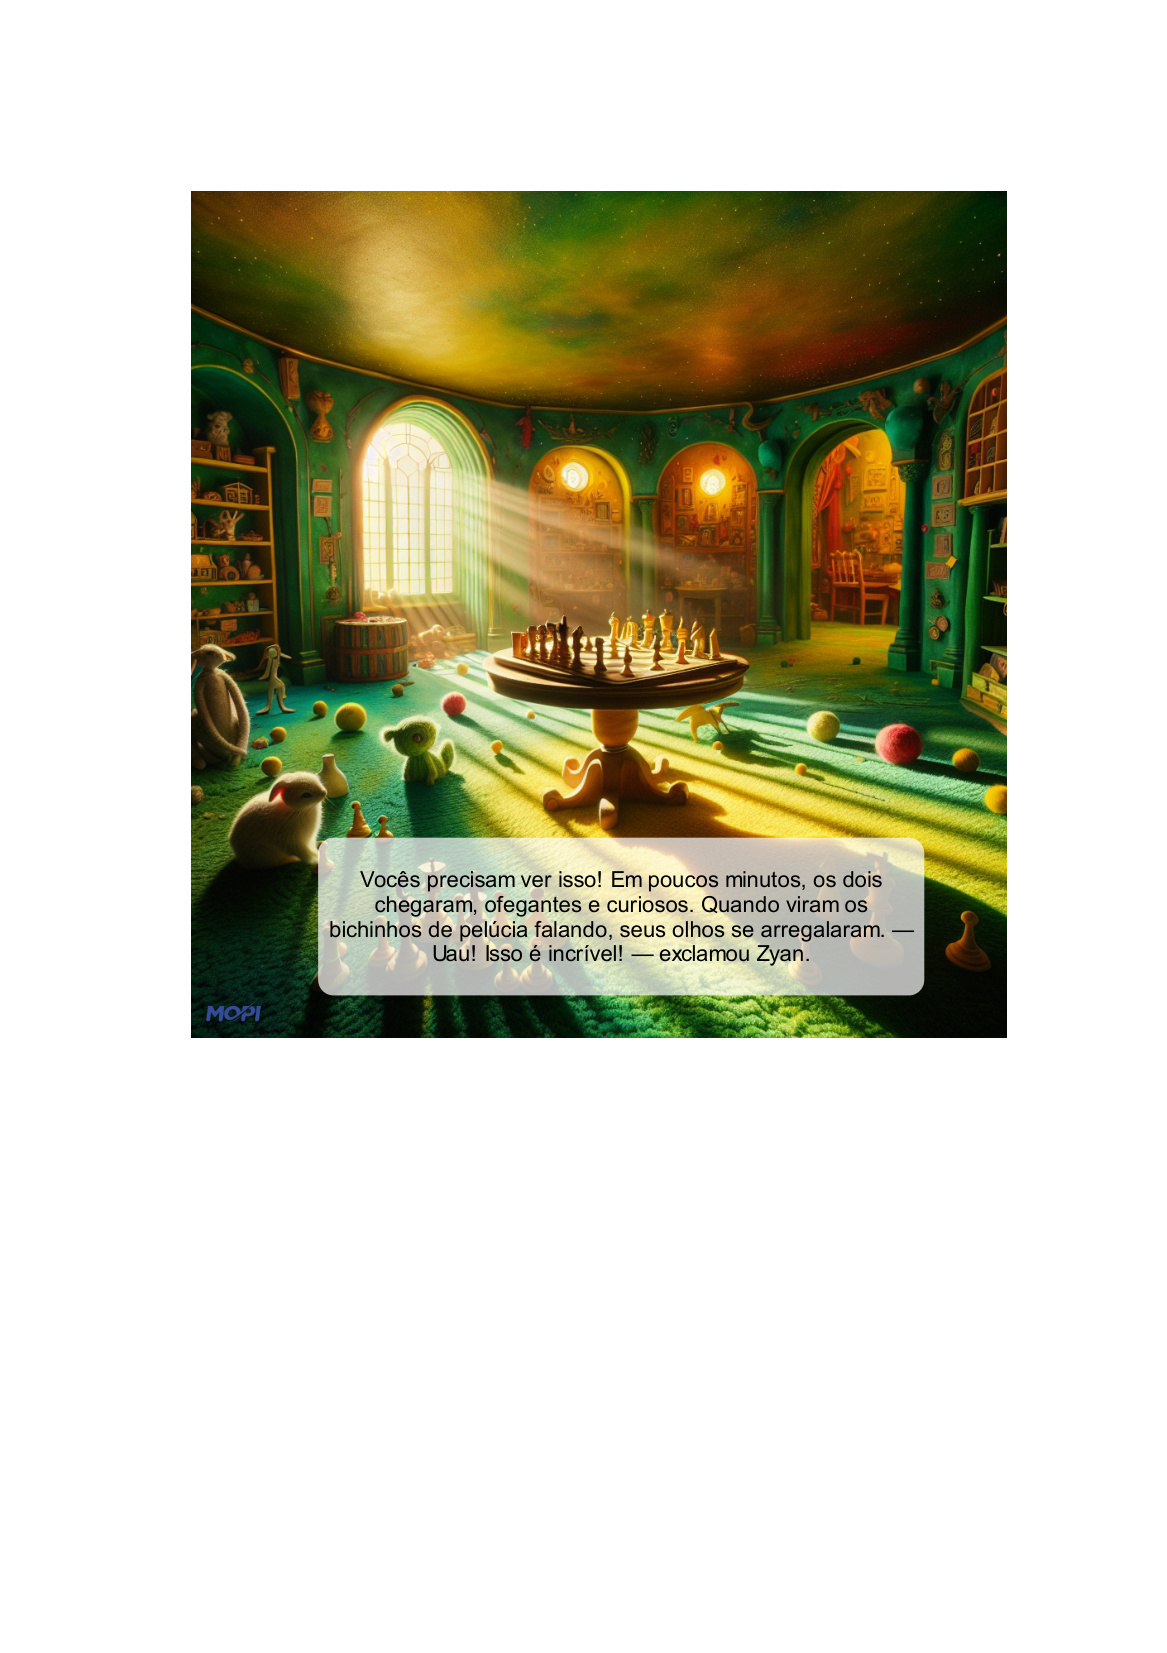 Vocês precisam ver isso! Em poucos minutos, os dois
chegaram, ofegantes e curiosos. Quando viram os
bichinhos de pelúcia falando, seus olhos se arregalaram. —
Uau! Isso é incrível! — exclamou Zyan.
MOPI